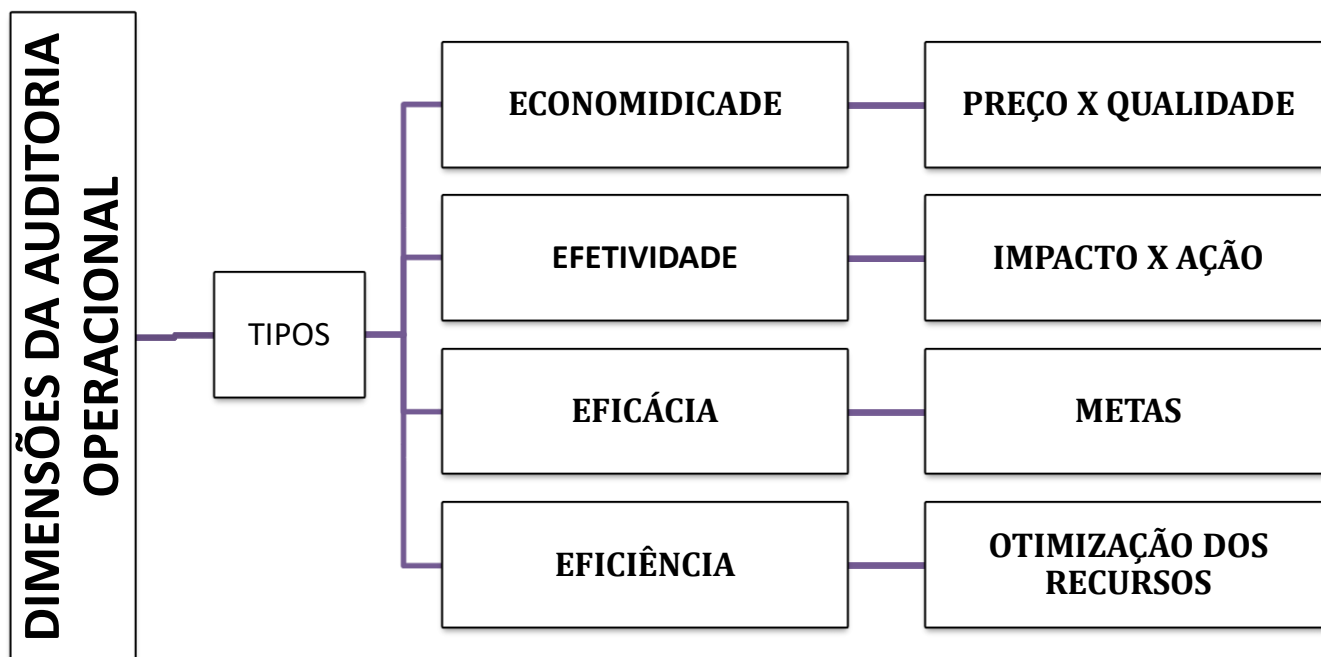 DIMENSÕES DA AUDITORIA
OPERACIONAL
TIPOS
ECONOMIDICADE
PREÇO X QUALIDADE
EFETIVIDADE
IMPACTO X AÇÃO
EFICÁCIA
METAS
EFICIÊNCIA
OTIMIZAÇÃO DOS
RECURSOS